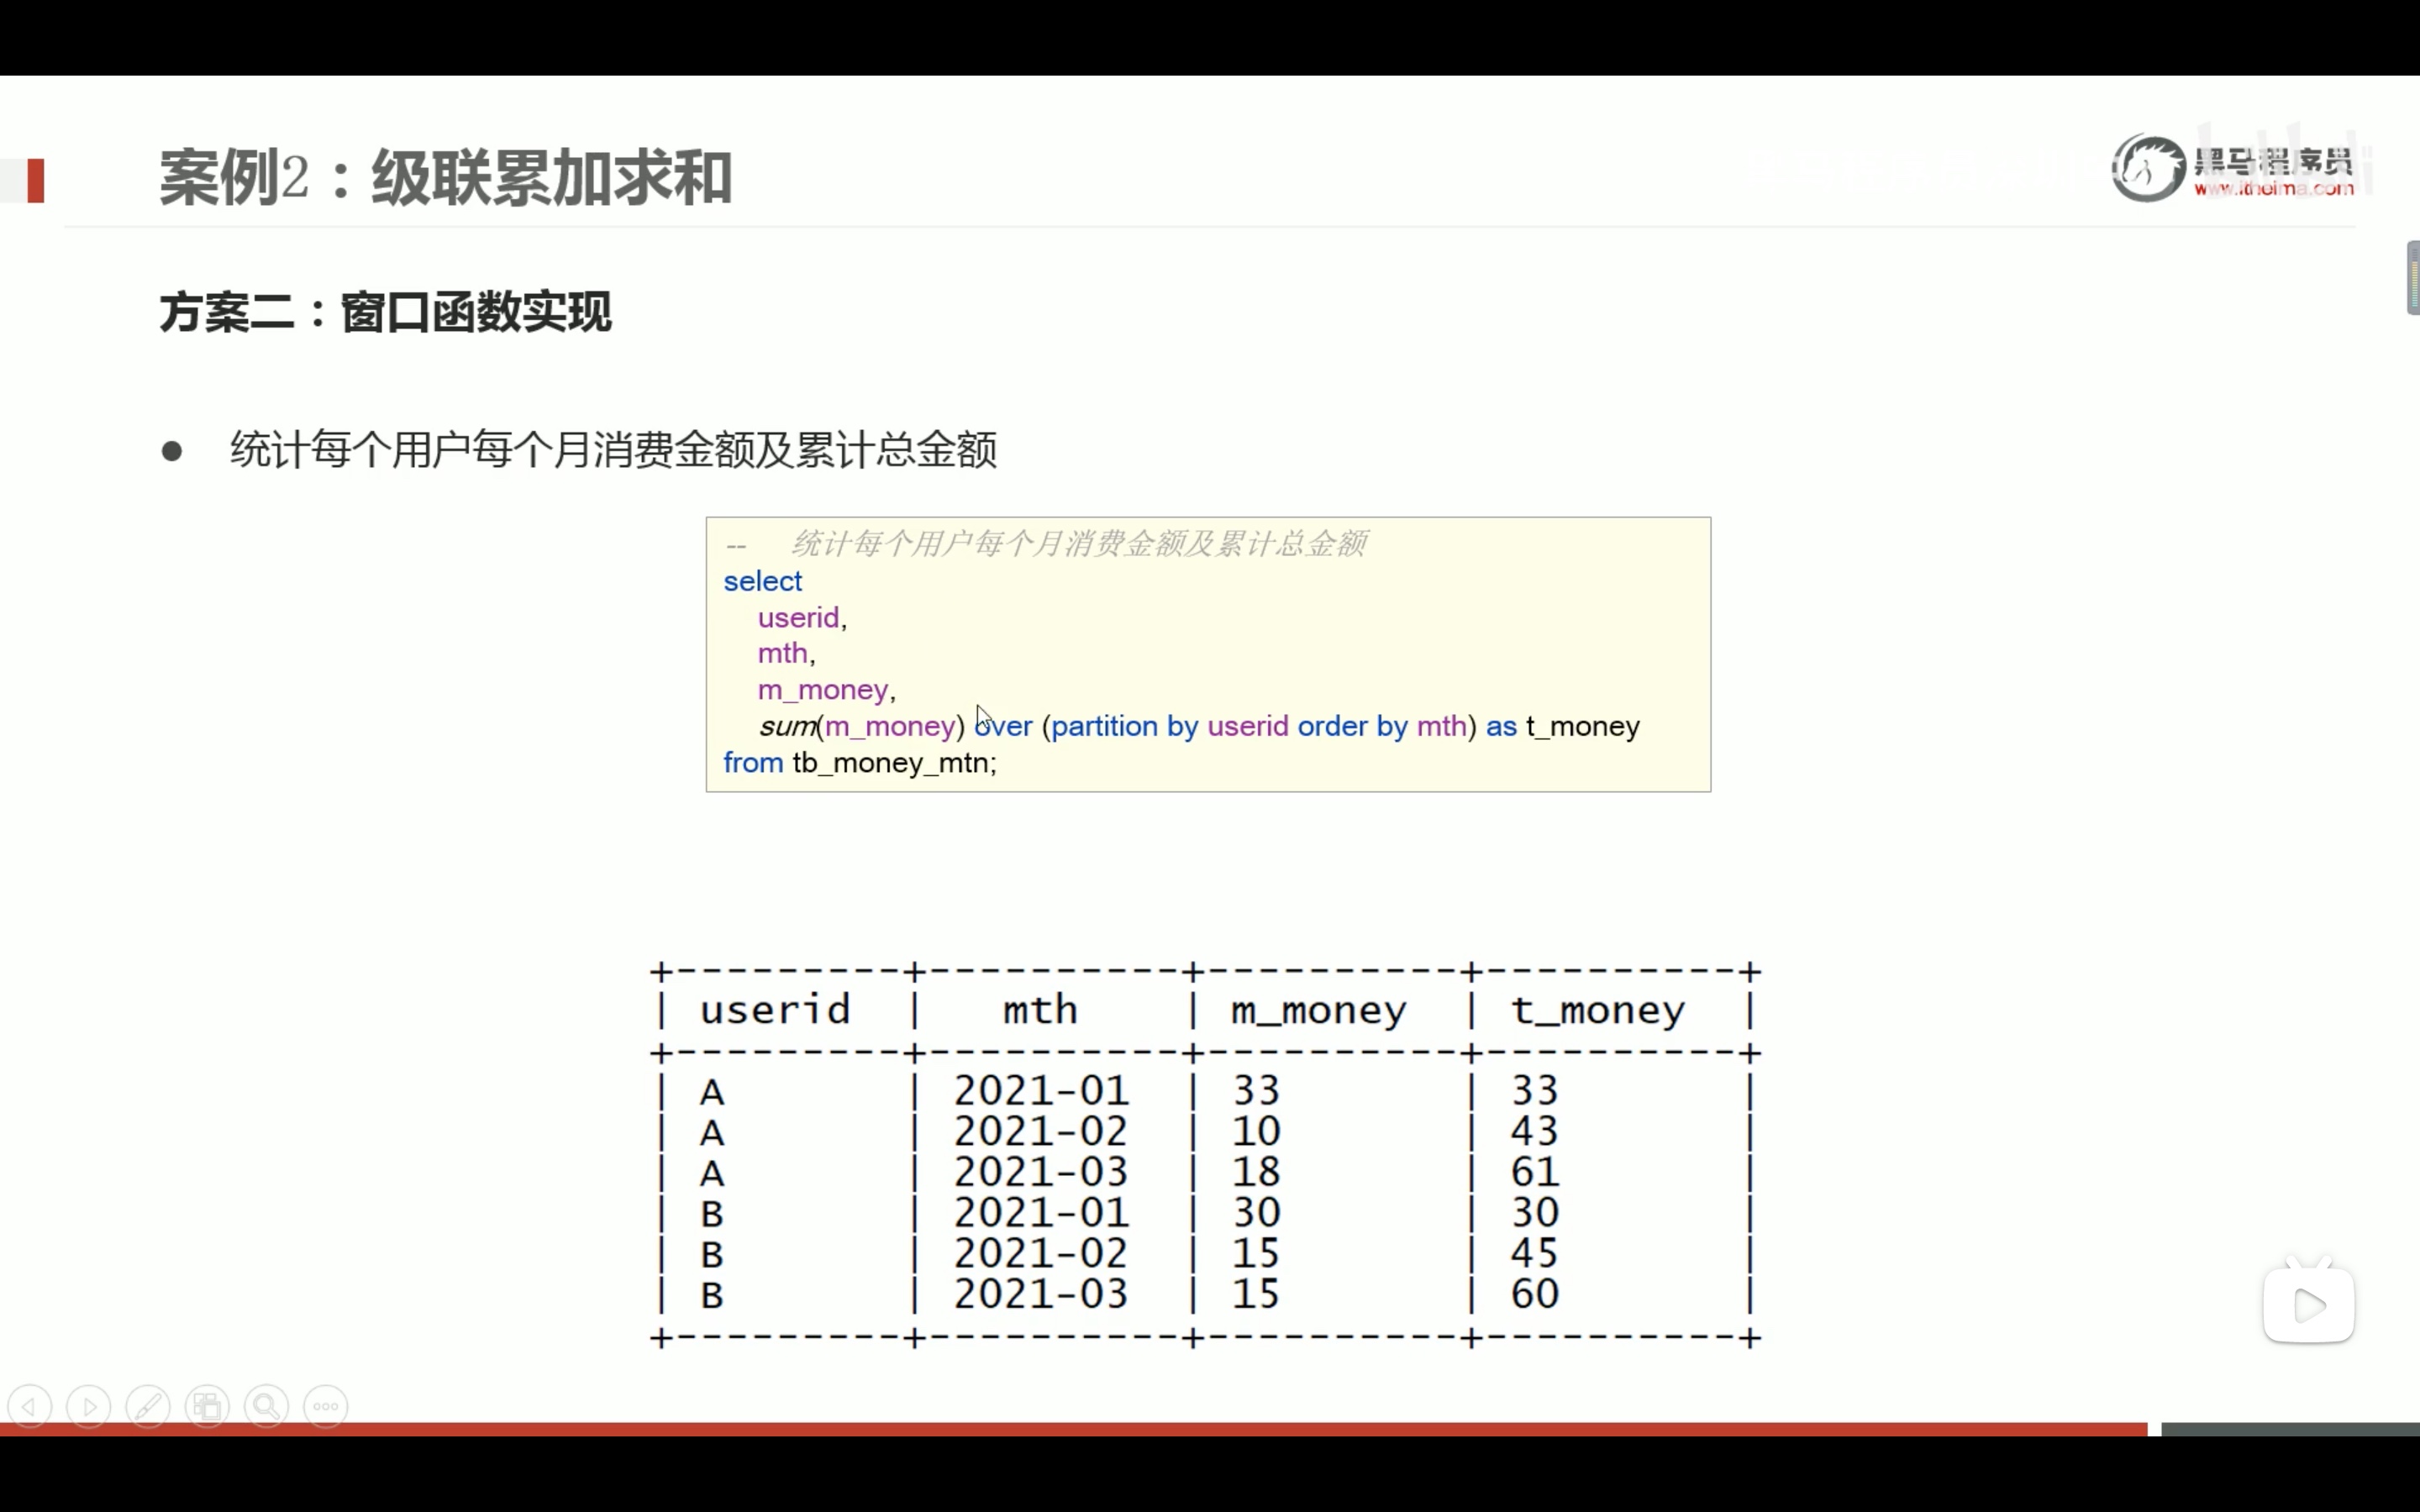 案例2：级联累加求和
黑马程序员
www.itheima.com
方案二：窗口函数实现
● 统计每个用户每个月消费金额及累计总金额
-- 统计每个用户每个月消费金额及累计总金额
select
userid,
mth,
m_money,
sum(m_money) over (partition by userid order by mth) as t_money
from tb_money_mtn;
+---------+----------+----------+----------+
| userid | mth | m_money | t_money |
+---------+----------+----------+----------+
| A | 2021-01 | 33 | 33 |
| A | 2021-02 | 10 | 43 |
| A | 2021-03 | 18 | 61 |
| B | 2021-01 | 30 | 30 |
| B | 2021-02 | 15 | 45 |
| B | 2021-03 | 15 | 60 |
+---------+----------+----------+----------+